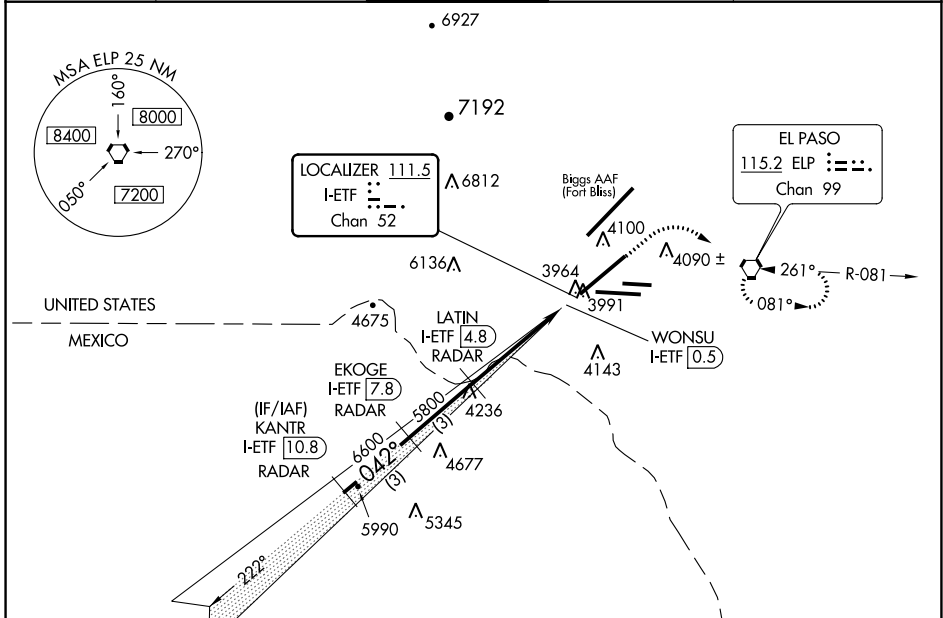 6927
MSA ELP 25 NM
160°
8400
8000
270°
050°
7200
7192
LOCALIZER 111.5
I-ETF
Chan 52
6812
Biggs AAF
(Fort Bliss)
EL PASO
115.2 ELP
Chan 99
4100
4090 ±
6136
3964
3991
261°
R-081
081°
UNITED STATES
MEXICO
4675
LATIN
I-ETF 4.8
RADAR
WONSU
I-ETF 0.5
4143
EKOGE
I-ETF 7.8
RADAR
5800
(3)
4236
(IF/IAF)
KANTR
I-ETF 10.8
RADAR
6600
042°
(3)
4677
5990
5345
222°